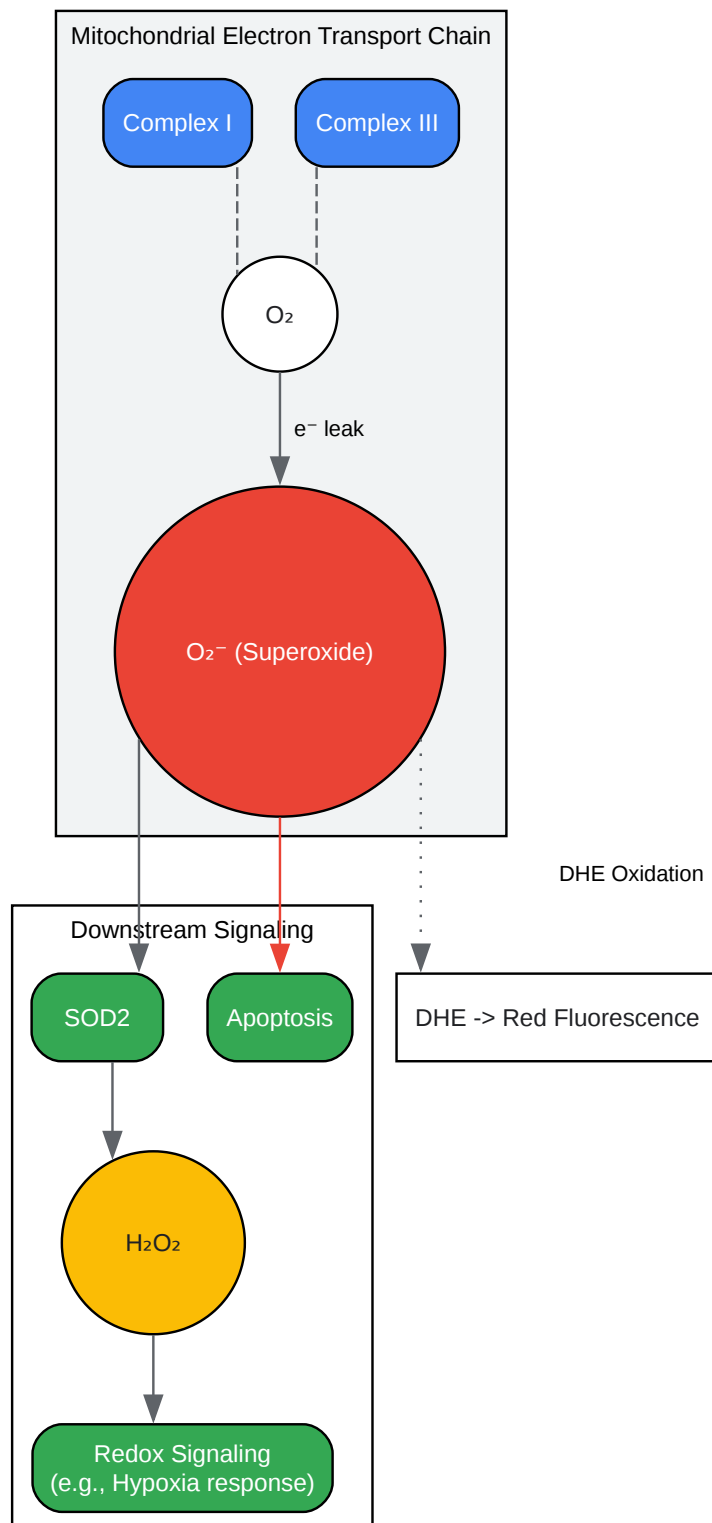 Mitochondrial Electron Transport Chain
Complex I
Complex III
O₂
e⁻ leak
O₂⁻ (Superoxide)
DHE Oxidation
Downstream Signaling
SOD2
Apoptosis
DHE -> Red Fluorescence
H₂O₂
Redox Signaling
(e.g., Hypoxia response)